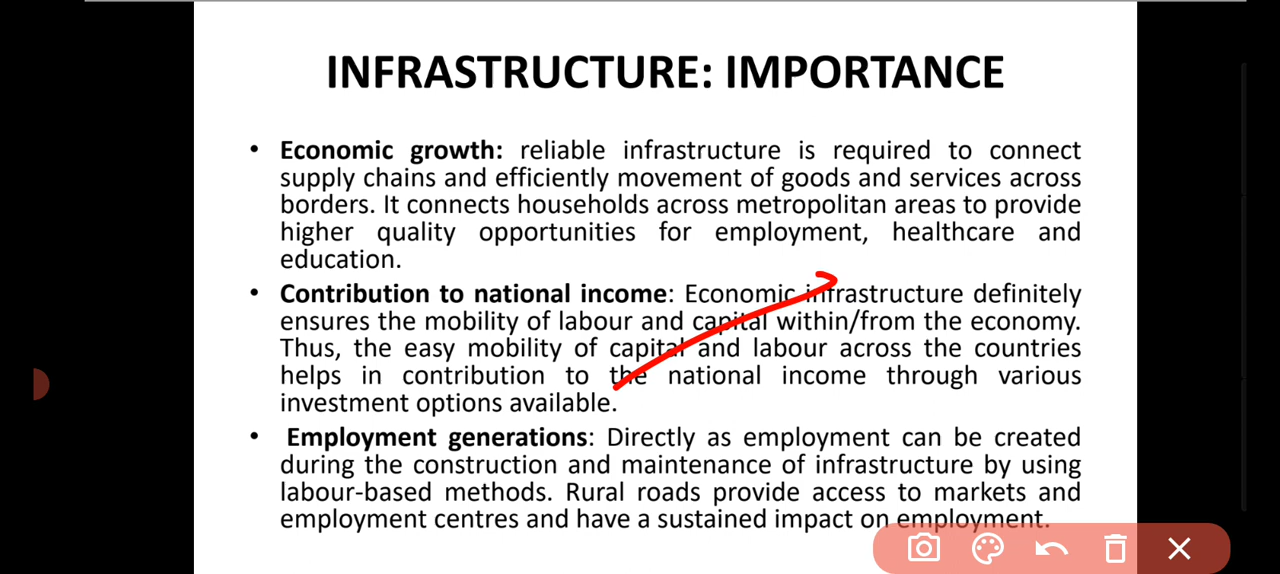 INFRASTRUCTURE: IMPORTANCE
• Economic growth: reliable infrastructure is required to connect
supply chains and efficiently movement of goods and services across
borders. It connects households across metropolitan areas to provide
higher quality opportunities for employment, healthcare and
education.
• Contribution to national income: Economic infrastructure definitely
ensures the mobility of labour and capital within/from the economy.
Thus, the easy mobility of capital and labour across the countries
helps in contribution to the national income through various
investment options available.
• Employment generations: Directly as employment can be created
during the construction and maintenance of infrastructure by using
labour-based methods. Rural roads provide access to markets and
employment centres and have a sustained impact on employment.